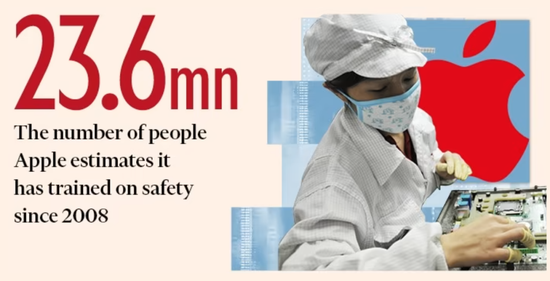 23.6mn
The number of people
Apple estimates it
has trained on safety
since 2008